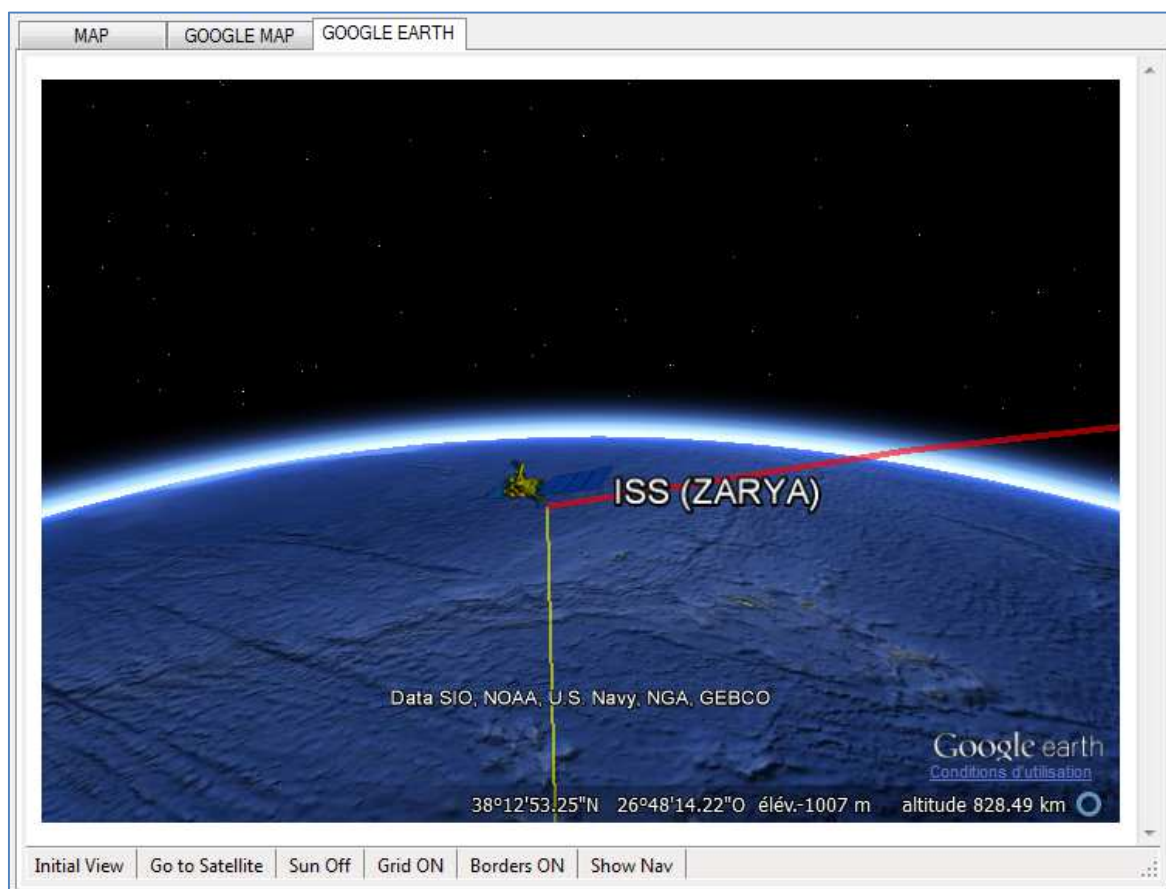 MAP GOOGLE MAP GOOGLE EARTH
ISS (ZARYA)
Data SIO, NOAA, U.S. Navy, NGA, GEBCO
Google earth
Conditions d'utilisation
38°12'53.25"N 26°48'14.22"O élév.-1007 m altitude 828.49 km
Initial View Go to Satellite Sun Off Grid ON Borders ON Show Nav